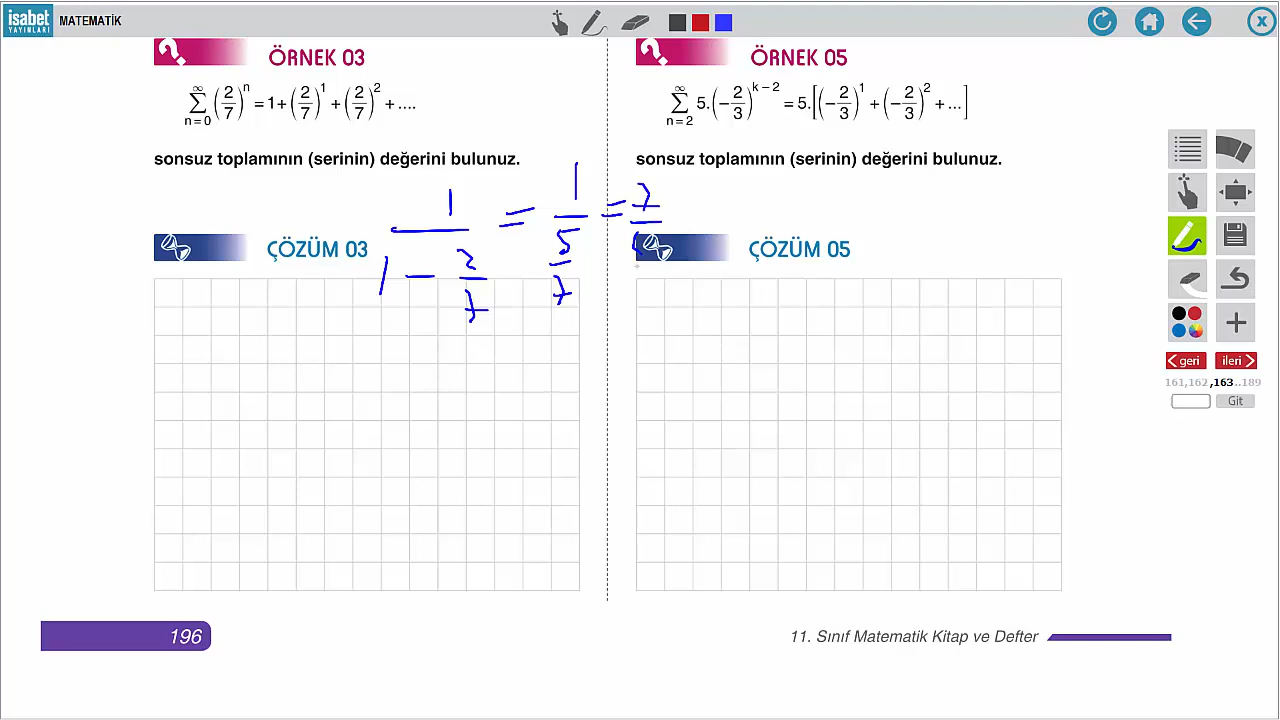 isabet
YAYINLARI
MATEMATİK
x
ÖRNEK 03
∞ ∑ n = 0 (2/7)^n = 1 + (2/7)^1 + (2/7)^2 + ....
sonsuz toplamının (serinin) değerini bulunuz.
1/(1 - 2/7) = 1/(5/7) = 7/
ÇÖZÜM 03
ÖRNEK 05
∞ ∑ n = 2 5.(-2/3)^k - 2 = 5.[(-2/3)^1 + (-2/3)^2 + ...]
sonsuz toplamının (serinin) değerini bulunuz.
ÇÖZÜM 05
geri
ileri
161,162,163..189
Git
196
11. Sınıf Matematik Kitap ve Defter